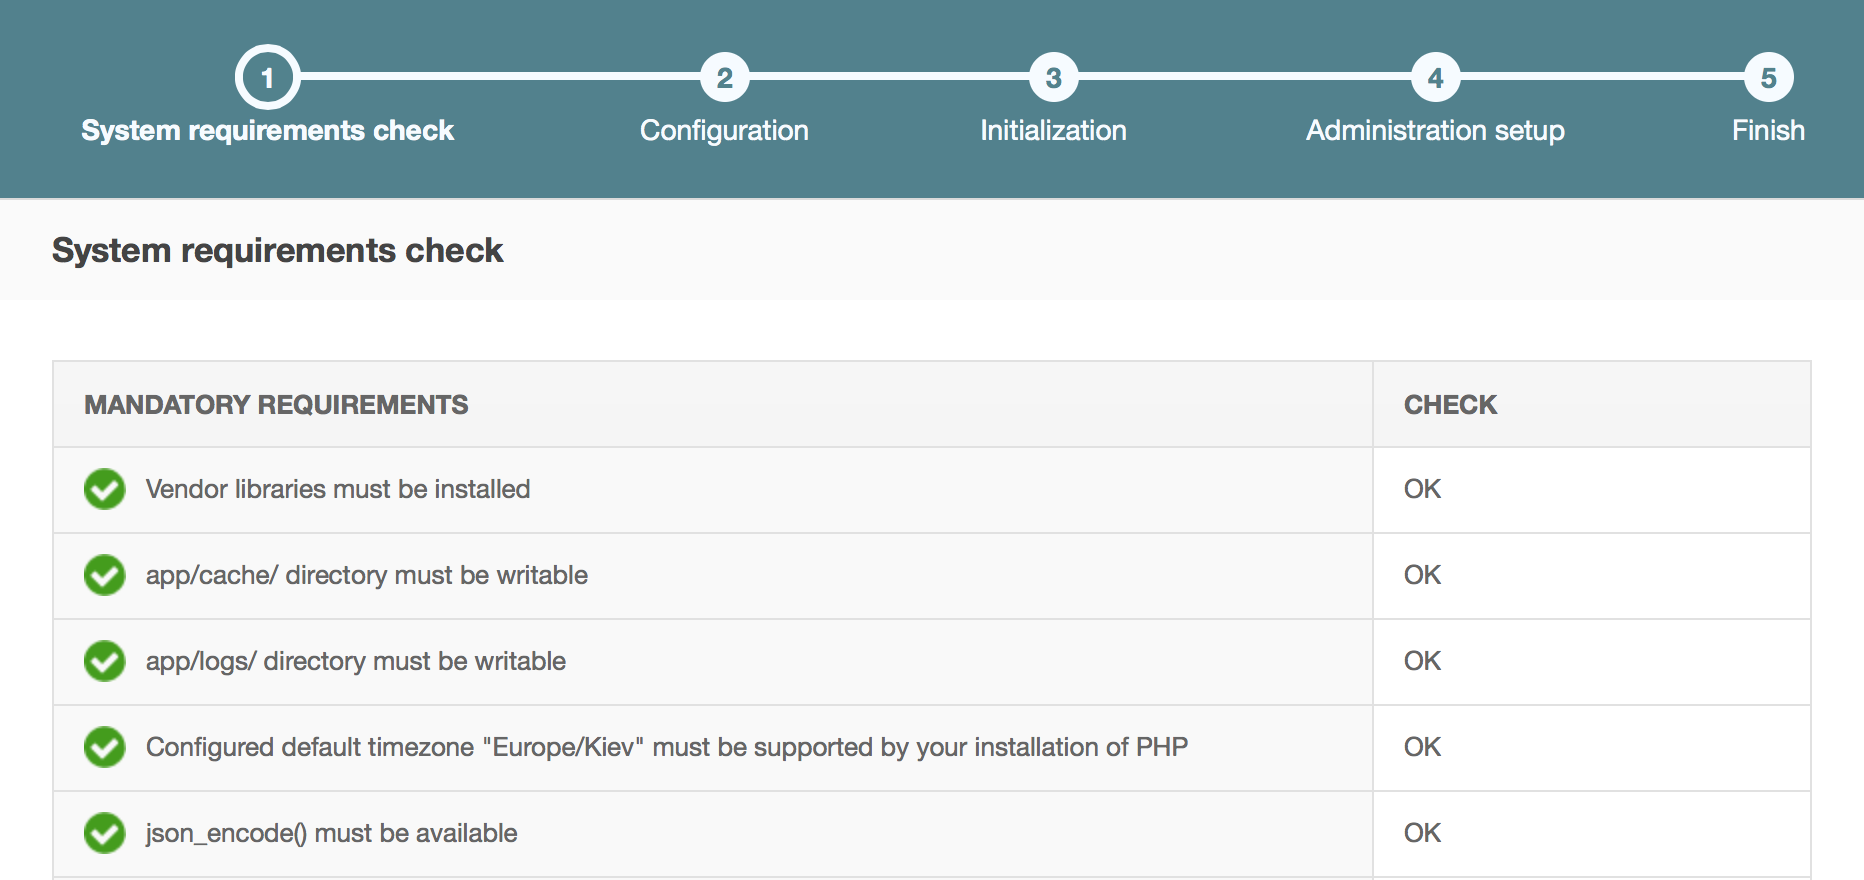 1 2 3 4 5
System requirements check Configuration Initialization Administration setup Finish
System requirements check
MANDATORY REQUIREMENTS CHECK
Vendor libraries must be installed OK
app/cache/ directory must be writable OK
app/logs/ directory must be writable OK
Configured default timezone "Europe/Kiev" must be supported by your installation of PHP OK
json_encode() must be available OK